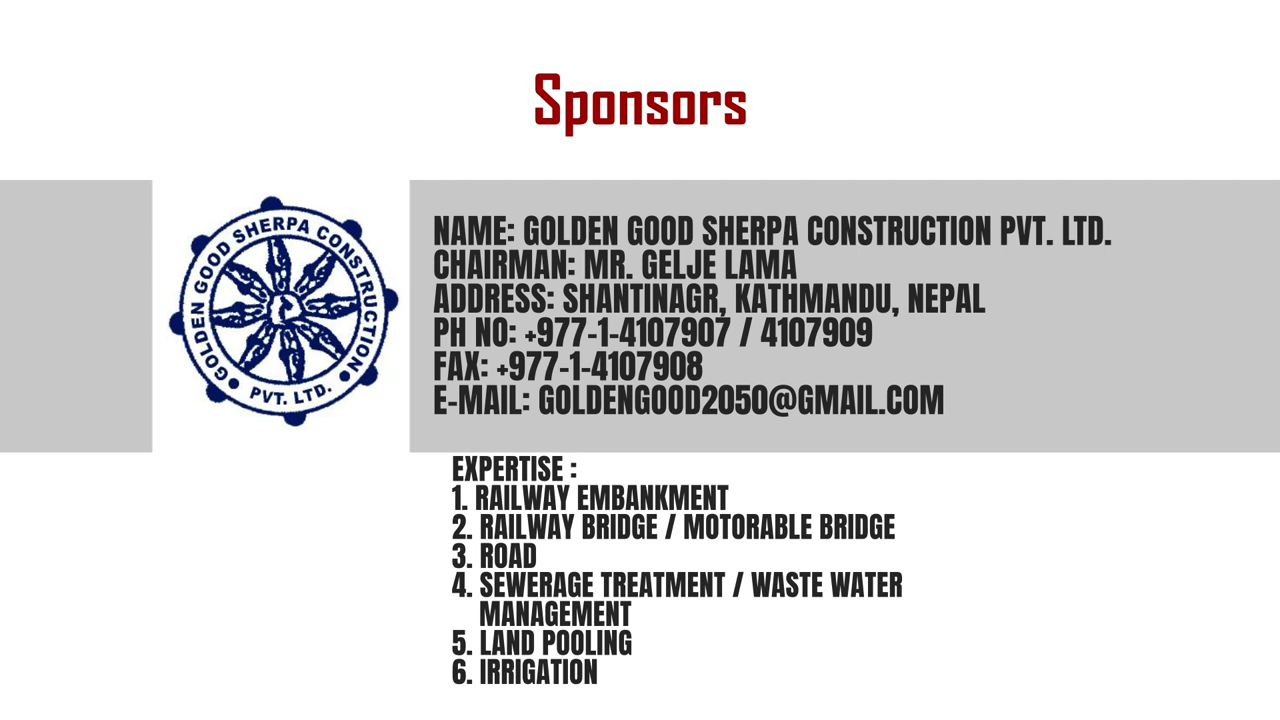 Sponsors
GOLDEN GOOD SHERPA CONSTRUCTION
PVT. LTD.
NAME: GOLDEN GOOD SHERPA CONSTRUCTION PVT. LTD.
CHAIRMAN: MR. GELJE LAMA
ADDRESS: SHANTINAGR, KATHMANDU, NEPAL
PH NO: +977-1-4107907 / 4107909
FAX: +977-1-4107908
E-MAIL: GOLDENGOOD2050@GMAIL.COM
EXPERTISE :
1. RAILWAY EMBANKMENT
2. RAILWAY BRIDGE / MOTORABLE BRIDGE
3. ROAD
4. SEWERAGE TREATMENT / WASTE WATER
MANAGEMENT
5. LAND POOLING
6. IRRIGATION